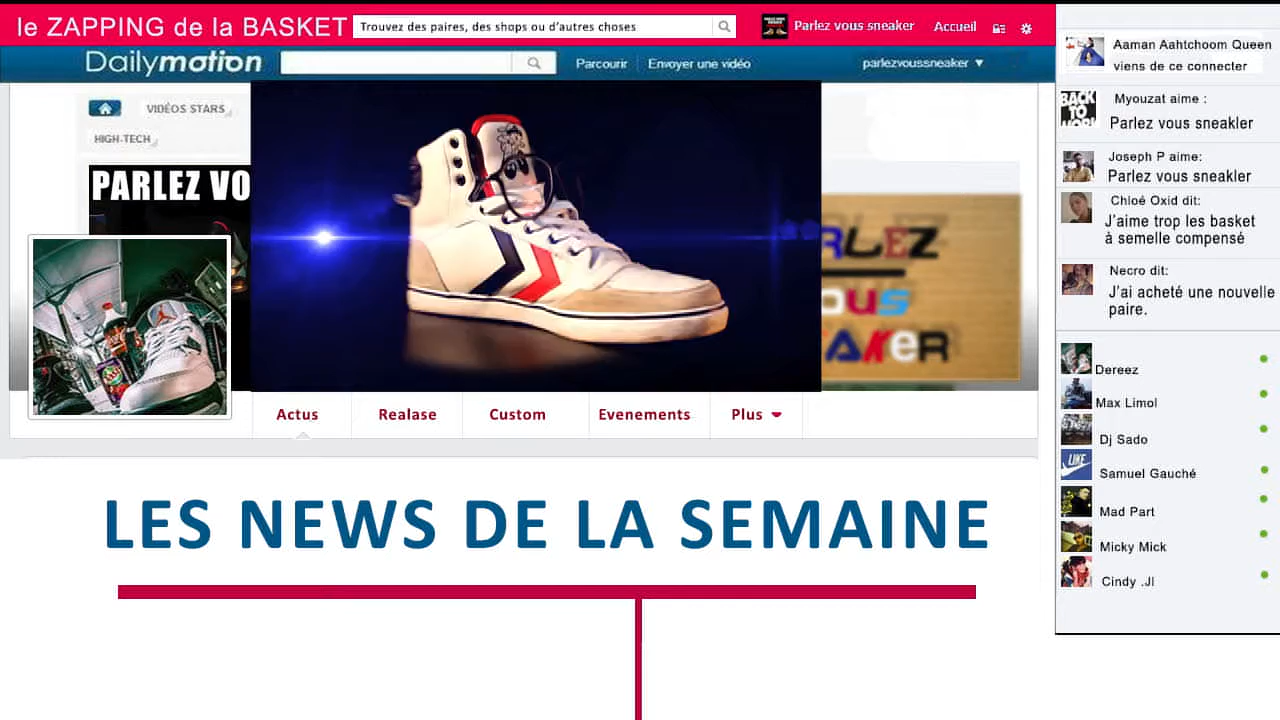 le ZAPPING de la BASKET
Trouvez des paires, des shops ou d'autres choses
Parlez vous sneaker
Accueil
Dailymotion
Parcourir
Envoyer une vidéo
parlezvoussneaker
VIDÉOS STARS
HIGH-TECH
PARLEZ VO
RLEZ
ous
AKeR
Actus
Realase
Custom
Evenements
Plus
LES NEWS DE LA SEMAINE
Aaman Aahtchoom Queen
viens de ce connecter
BACK
TO
WORK
Myouzat aime :
Parlez vous sneakler
Joseph P aime:
Parlez vous sneakler
Chloé Oxid dit:
J'aime trop les basket
à semelle compensé
Necro dit:
J'ai acheté une nouvelle
paire.
Dereez
Max Limol
Dj Sado
LIKE
Samuel Gauché
Mad Part
Micky Mick
Cindy .Jl